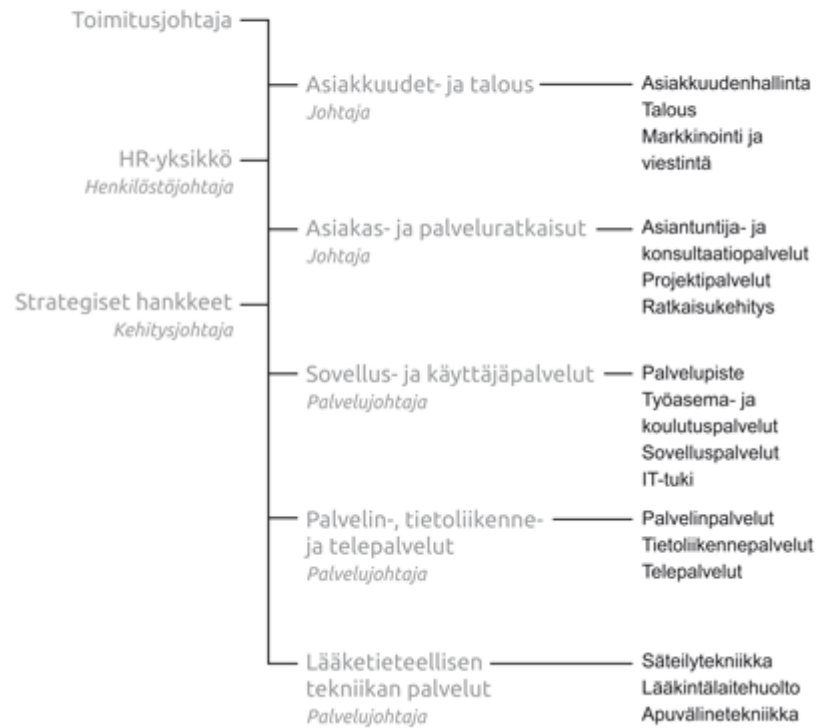 Toimitusjohtaja
Asiakkuudet- ja talous
Johtaja
Asiakkuudenhallinta
Talous
Markkinointi ja
viestintä
HR-yksikkö
Henkilöstöjohtaja
Asiakas- ja palveluratkaisut
Johtaja
Asiantuntija- ja
konsultaatiopalvelut
Projektipalvelut
Ratkaisukehitys
Strategiset hankkeet
Kehitysjohtaja
Sovellus- ja käyttäjäpalvelut
Palvelujohtaja
Palvelupiste
Työasema- ja
koulutuspalvelut
Sovelluspalvelut
IT-tuki
Palvelin-, tietoliikenne-
ja telepalvelut
Palvelujohtaja
Palvelinpalvelut
Tietoliikennepalvelut
Telepalvelut
Lääketieteellisen
tekniikan palvelut
Palvelujohtaja
Säteilytekniikka
Lääkintälaitehuolto
Apuvälinetekniikka